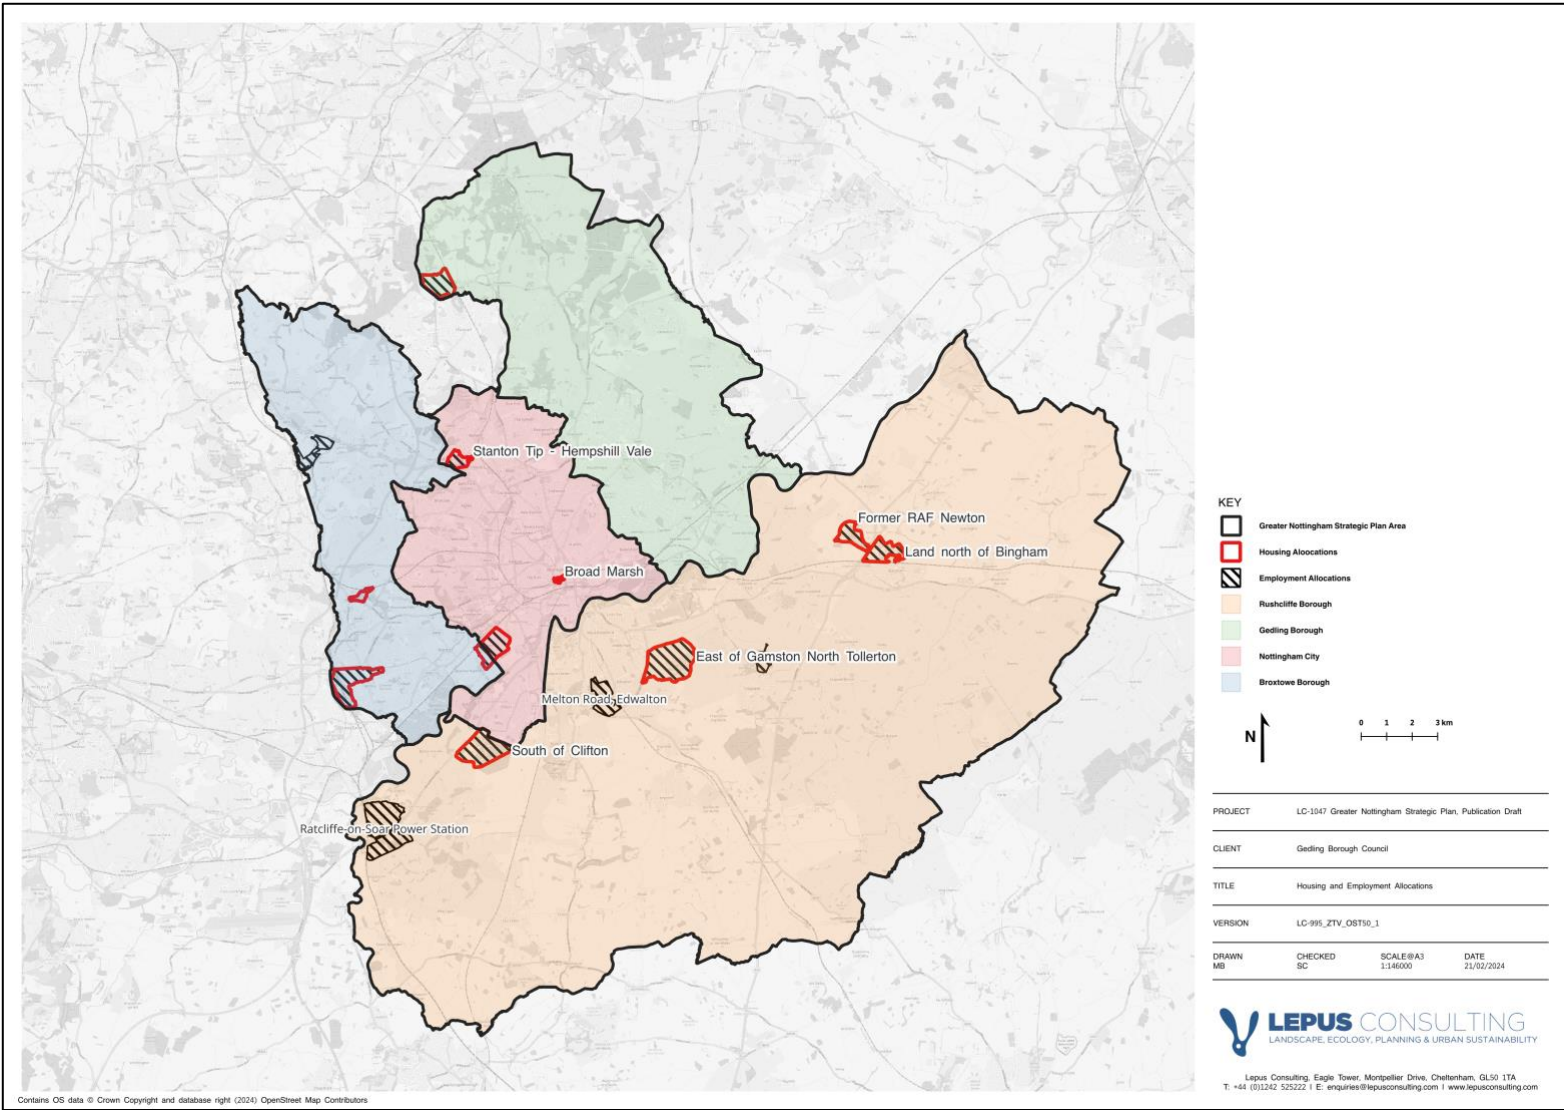 Stanton Tip - Hempshill Vale
Former RAF Newton
Land north of Bingham
Broad Marsh
East of Gamston North Tollerton
Melton Road, Edwalton
South of Clifton
Ratcliffe-on-Soar Power Station
KEY
Greater Nottingham Strategic Plan Area
Housing Aloocations
Employment Allocations
Rushcliffe Borough
Gedling Borough
Nottingham City
Broxtowe Borough
N
0 1 2 3 km
PROJECT LC-1047 Greater Nottingham Strategic Plan, Publication Draft
CLIENT Gedling Borough Council
TITLE Housing and Employment Allocations
VERSION LC-995_ZTV_OST50_1
DRAWN CHECKED SCALE@A3 DATE
MB SC 1:146000 21/02/2024
LEPUS CONSULTING
LANDSCAPE, ECOLOGY, PLANNING & URBAN SUSTAINABILITY
Lepus Consulting, Eagle Tower, Montpellier Drive, Cheltenham, GL50 1TA
T: +44 (0)1242 525222 | E: enquiries@lepusconsulting.com | www.lepusconsulting.com
Contains OS data © Crown Copyright and database right (2024) OpenStreet Map Contributors